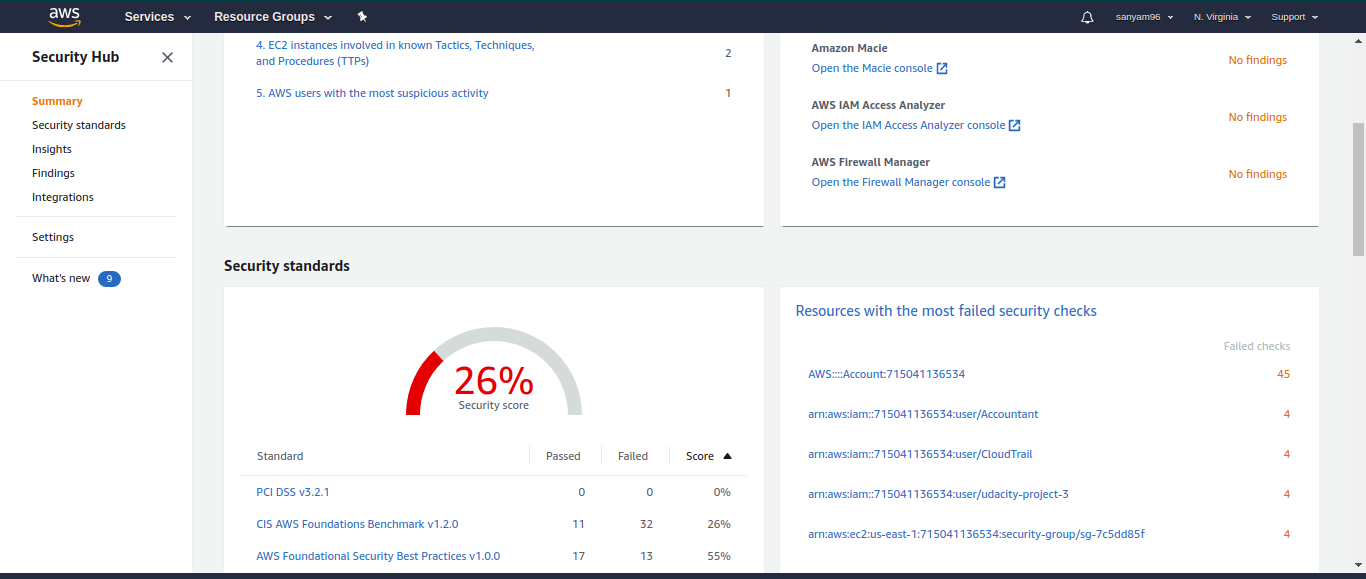 aws
Services
Resource Groups
sanyam96
N. Virginia
Support
Security Hub
Summary
Security standards
Insights
Findings
Integrations
Settings
What's new 9
4. EC2 instances involved in known Tactics, Techniques,
and Procedures (TTPs)
2
5. AWS users with the most suspicious activity
1
Amazon Macie
Open the Macie console
No findings
AWS IAM Access Analyzer
Open the IAM Access Analyzer console
No findings
AWS Firewall Manager
Open the Firewall Manager console
No findings
Security standards
26%
Security score
Standard Passed Failed Score
PCI DSS v3.2.1 0 0 0%
CIS AWS Foundations Benchmark v1.2.0 11 32 26%
AWS Foundational Security Best Practices v1.0.0 17 13 55%
Resources with the most failed security checks
Failed checks
AWS::::Account:715041136534 45
arn:aws:iam::715041136534:user/Accountant 4
arn:aws:iam::715041136534:user/CloudTrail 4
arn:aws:iam::715041136534:user/udacity-project-3 4
arn:aws:ec2:us-east-1:715041136534:security-group/sg-7c5dd85f 4